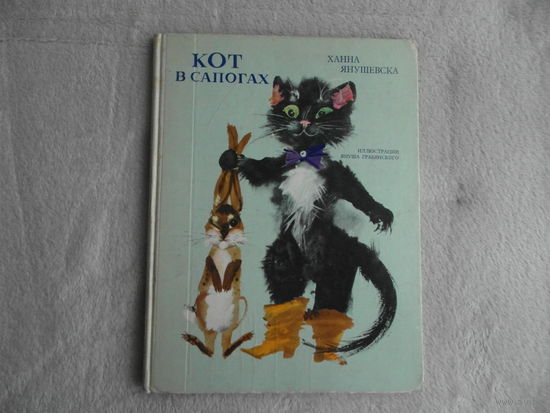 КОТ
В САПОГАХ
ХАННА
ЯНУШЕВСКА
ИЛЛЮСТРАЦИИ
ЯНУША ГРАБЯНСКОГО